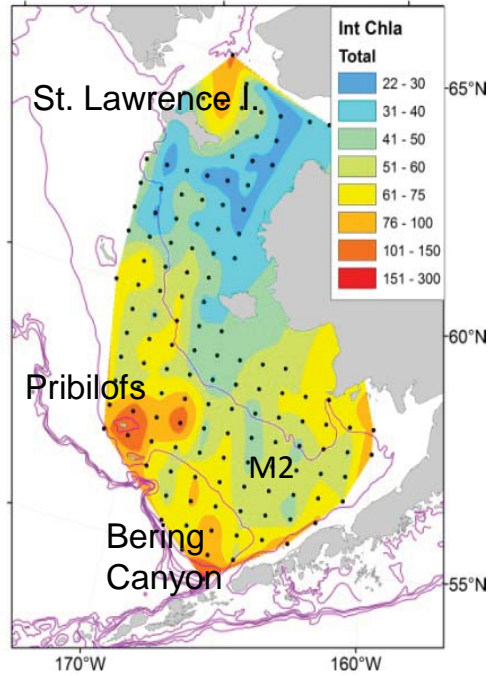 Int Chla
Total
22 - 30
31 - 40
41 - 50
51 - 60
61 - 75
76 - 100
101 - 150
151 - 300
St. Lawrence I.
65°N
60°N
Pribilofs
M2
Bering
Canyon
55°N
170°W
160°W